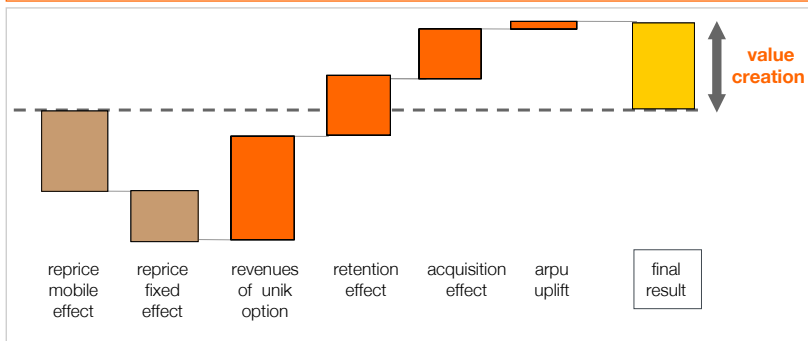 value
creation
reprice
mobile
effect
reprice
fixed
effect
revenues
of unik
option
retention
effect
acquisition
effect
arpu
uplift
final
result